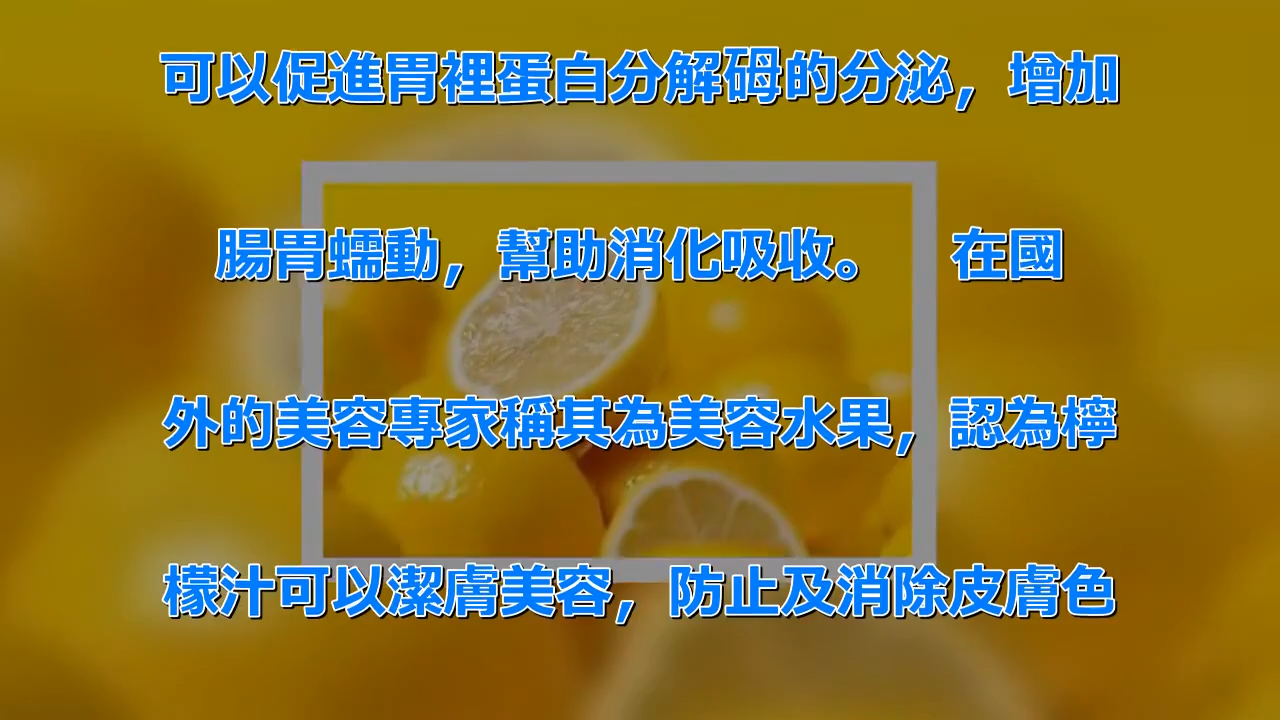 可以促進胃裡蛋白分解砪的分泌，增加
腸胃蠕動，幫助消化吸收。　在國
外的美容專家稱其為美容水果，認為檸
檬汁可以潔膚美容，防止及消除皮膚色